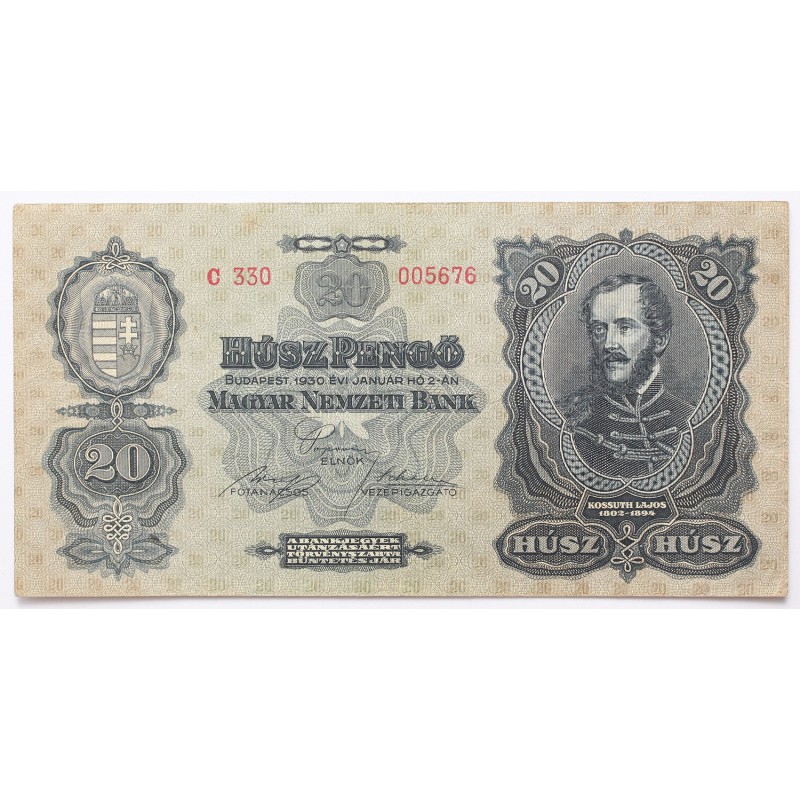 C 330 005676
20
HÚSZ PENGŐ
BUDAPEST, 1930. ÉVI JANUÁR HÓ 2-ÁN
MAGYAR NEMZETI BANK
ELNÖK
FŐTANÁCSOS VEZÉRIGAZGATÓ
A BANKJEGYEK
UTÁNZÁSÁÉRT
TÖRVÉNYSZABTA
BÜNTETÉS JÁR
20
20 20
KOSSUTH LAJOS
1802-1894
HÚSZ HÚSZ